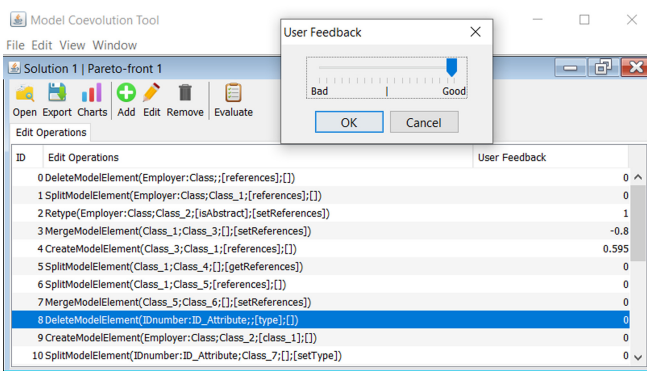 Model Coevolution Tool
File Edit View Window
User Feedback
Bad Good
OK Cancel
Solution 1 | Pareto-front 1
Open Export Charts Add Edit Remove Evaluate
Edit Operations
ID Edit Operations User Feedback
0 DeleteModelElement(Employer:Class;;[references];[]) 0
1 SplitModelElement(Employer:Class;Class_1;[references];[]) 0
2 Retype(Employer:Class;Class_2;[isAbstract];[setReferences]) 1
3 MergeModelElement(Class_1;Class_3;[];[setReferences]) -0.8
4 CreateModelElement(Class_3;Class_1;[references];[]) 0.595
5 SplitModelElement(Class_1;Class_4;[];[getReferences]) 0
6 SplitModelElement(Class_1;Class_5;[references];[]) 0
7 MergeModelElement(Class_5;Class_6;[];[setReferences]) 0
8 DeleteModelElement(IDnumber:ID_Attribute;;[type];[]) 0
9 CreateModelElement(Employer:Class;Class_2;[class_1];[]) 0
10 SplitModelElement(IDnumber:ID_Attribute;Class_7;[];[setType]) 0